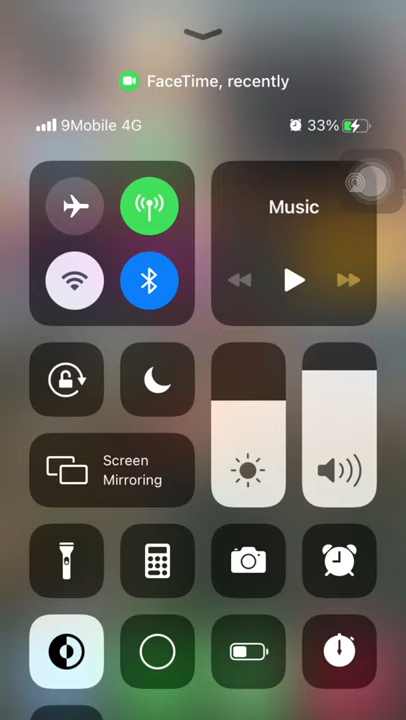 FaceTime, recently
9Mobile 4G
33%
Music
Screen
Mirroring